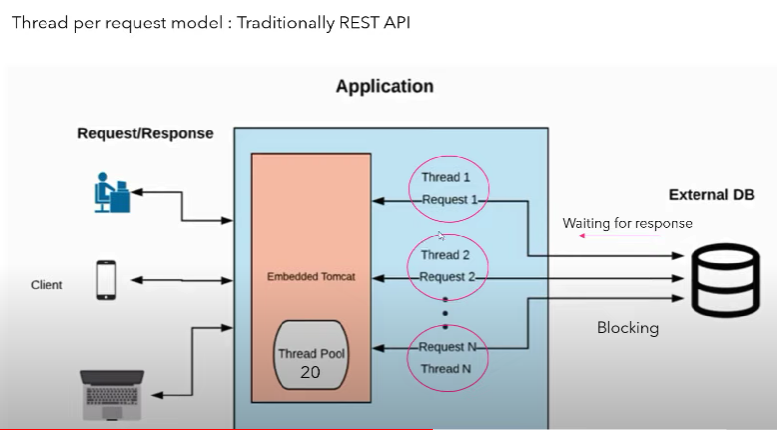 Thread per request model : Traditionally REST API
Application
Request/Response
Thread 1
Request 1
External DB
Waiting for response
Thread 2
Request 2
Embedded Tomcat
Client
Blocking
Request N
Thread N
Thread Pool
20